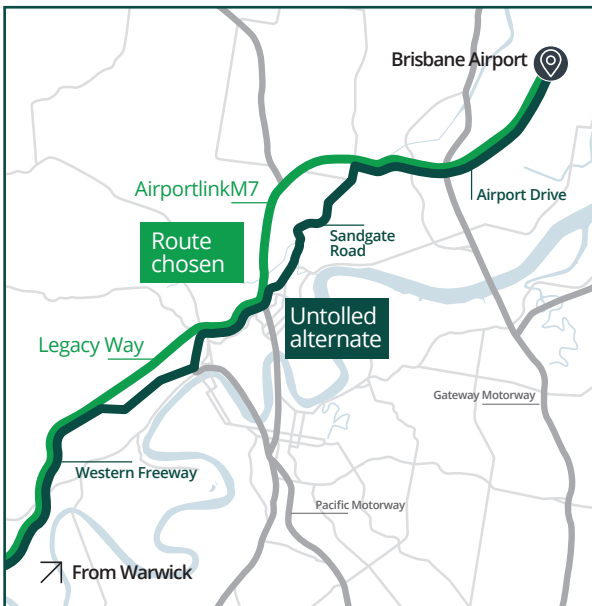 Brisbane Airport
AirportlinkM7
Airport Drive
Route
chosen
Sandgate
Road
Untolled
alternate
Legacy Way
Gateway Motorway
Western Freeway
Pacific Motorway
From Warwick